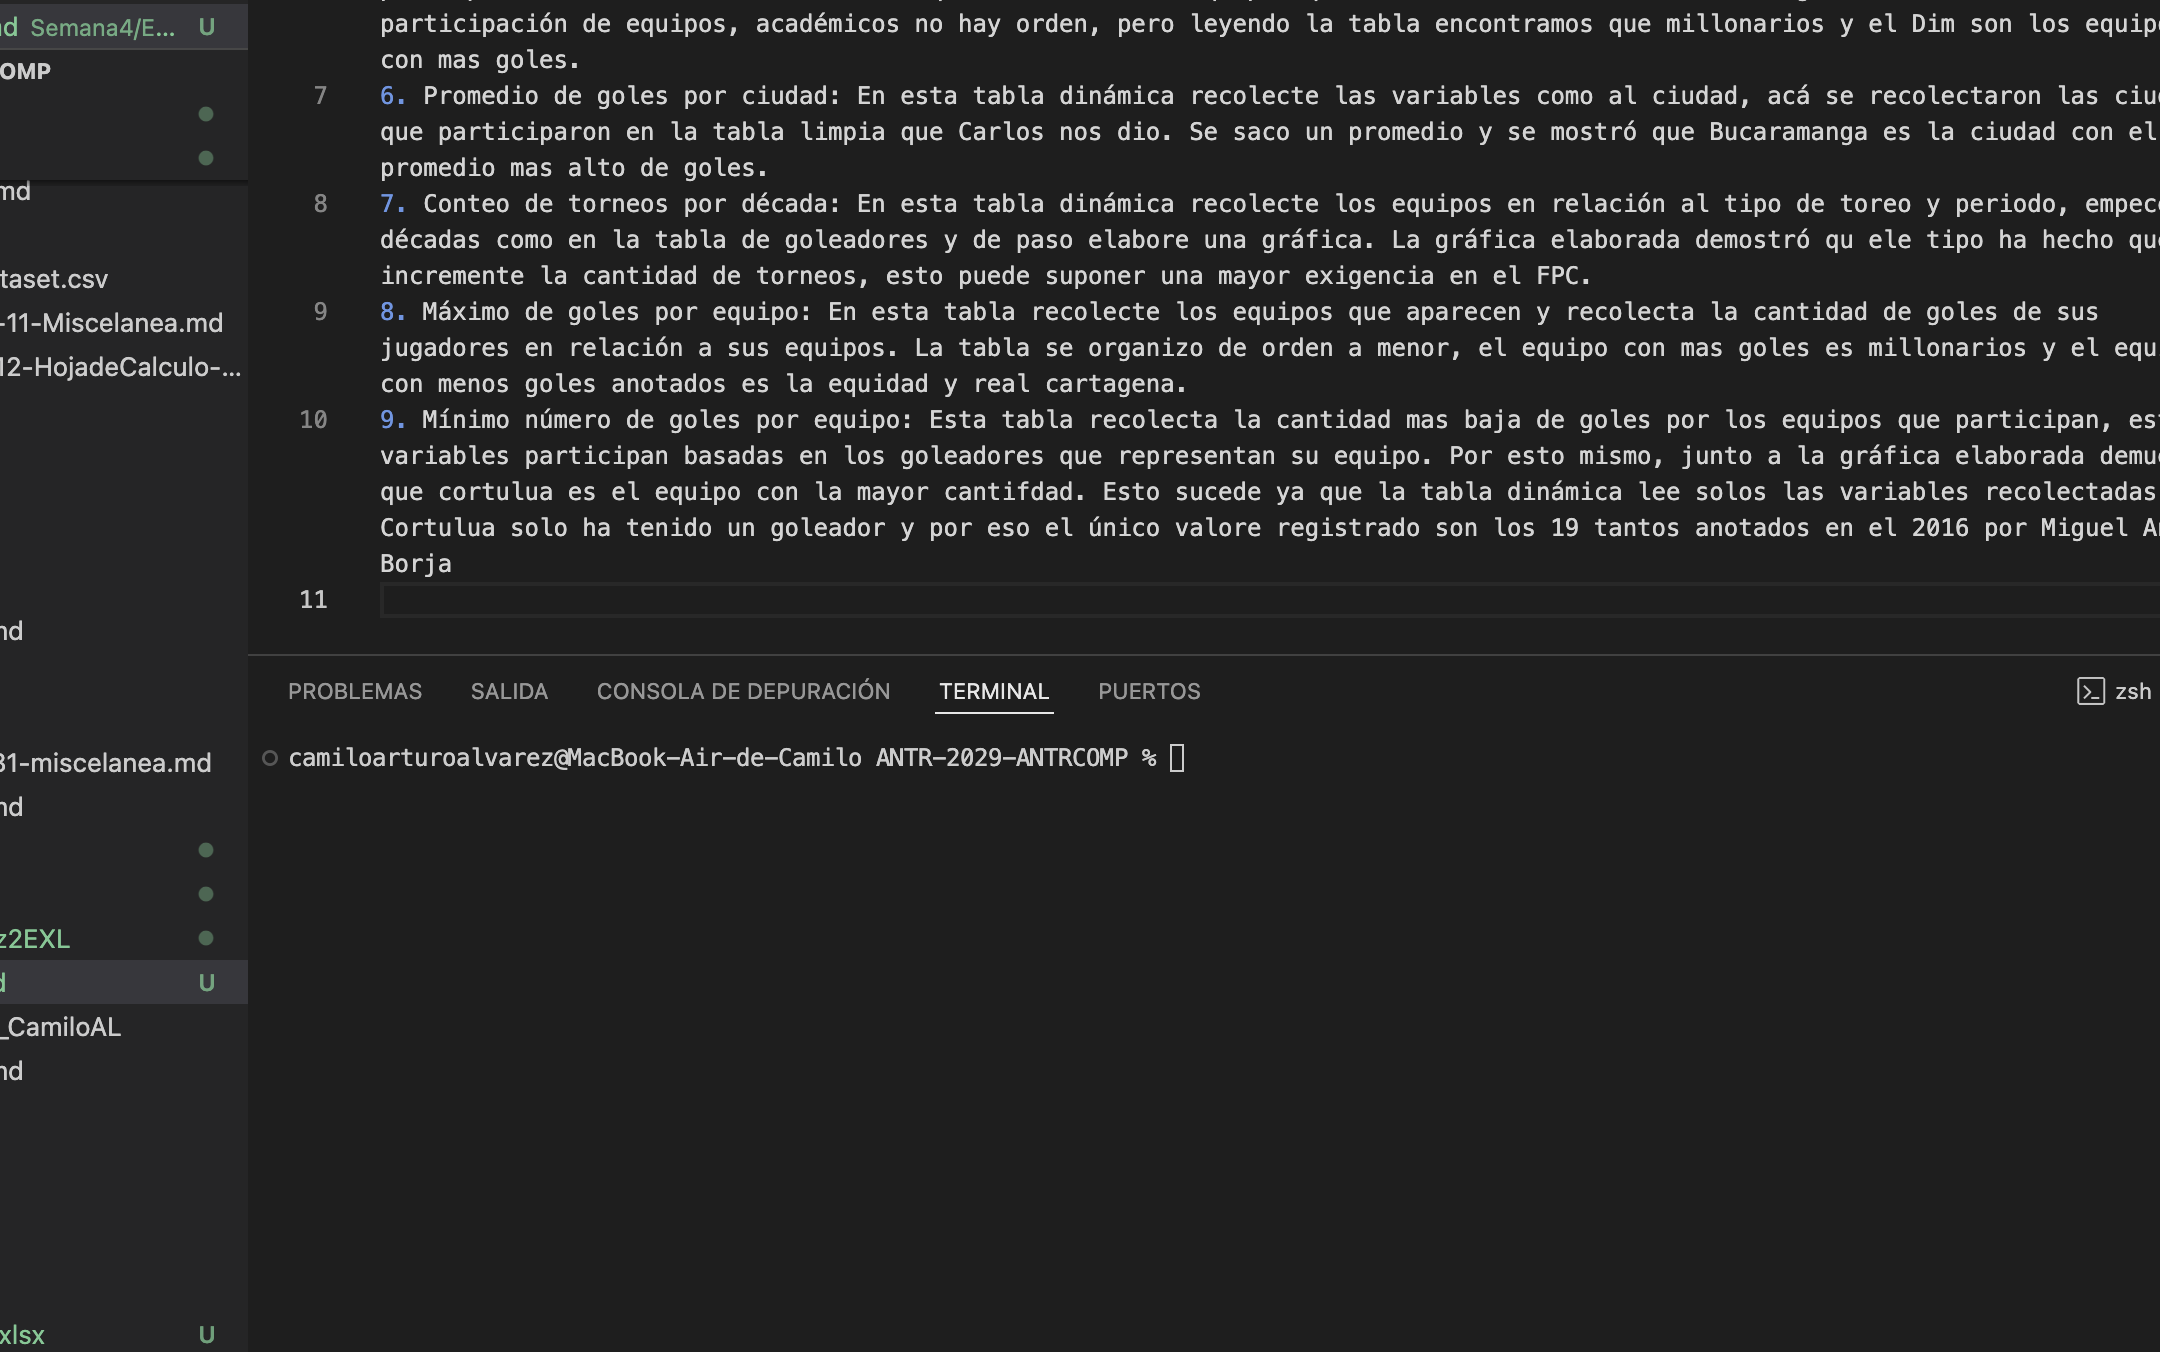 Semana4/E... U
OMP
md
taset.csv
-11-Miscelanea.md
12-HojadeCalculo-...
md
31-miscelanea.md
md
z2EXL
U
_CamiloAL
md
xlsx U
participación de equipos, académicos no hay orden, pero leyendo la tabla encontramos que millonarios y el Dim son los
con mas goles.
7 6. Promedio de goles por ciudad: En esta tabla dinámica recolecte las variables como al ciudad, acá se recolectaron las
que participaron en la tabla limpia que Carlos nos dio. Se saco un promedio y se mostró que Bucaramanga es la ciudad con el
promedio mas alto de goles.
8 7. Conteo de torneos por década: En esta tabla dinámica recolecte los equipos en relación al tipo de toreo y periodo,
décadas como en la tabla de goleadores y de paso elabore una gráfica. La gráfica elaborada demostró qu ele tipo ha hecho
incremente la cantidad de torneos, esto puede suponer una mayor exigencia en el FPC.
9 8. Máximo de goles por equipo: En esta tabla recolecte los equipos que aparecen y recolecta la cantidad de goles de sus
jugadores en relación a sus equipos. La tabla se organizo de orden a menor, el equipo con mas goles es millonarios y el
con menos goles anotados es la equidad y real cartagena.
10 9. Mínimo número de goles por equipo: Esta tabla recolecta la cantidad mas baja de goles por los equipos que participan,
variables participan basadas en los goleadores que representan su equipo. Por esto mismo, junto a la gráfica elaborada
que cortulua es el equipo con la mayor cantifdad. Esto sucede ya que la tabla dinámica lee solos las variables recolectadas
Cortulua solo ha tenido un goleador y por eso el único valore registrado son los 19 tantos anotados en el 2016 por Miguel
Borja
11
PROBLEMAS SALIDA CONSOLA DE DEPURACIÓN TERMINAL PUERTOS zsh
camiloarturoalvarez@MacBook-Air-de-Camilo ANTR-2029-ANTRCOMP %